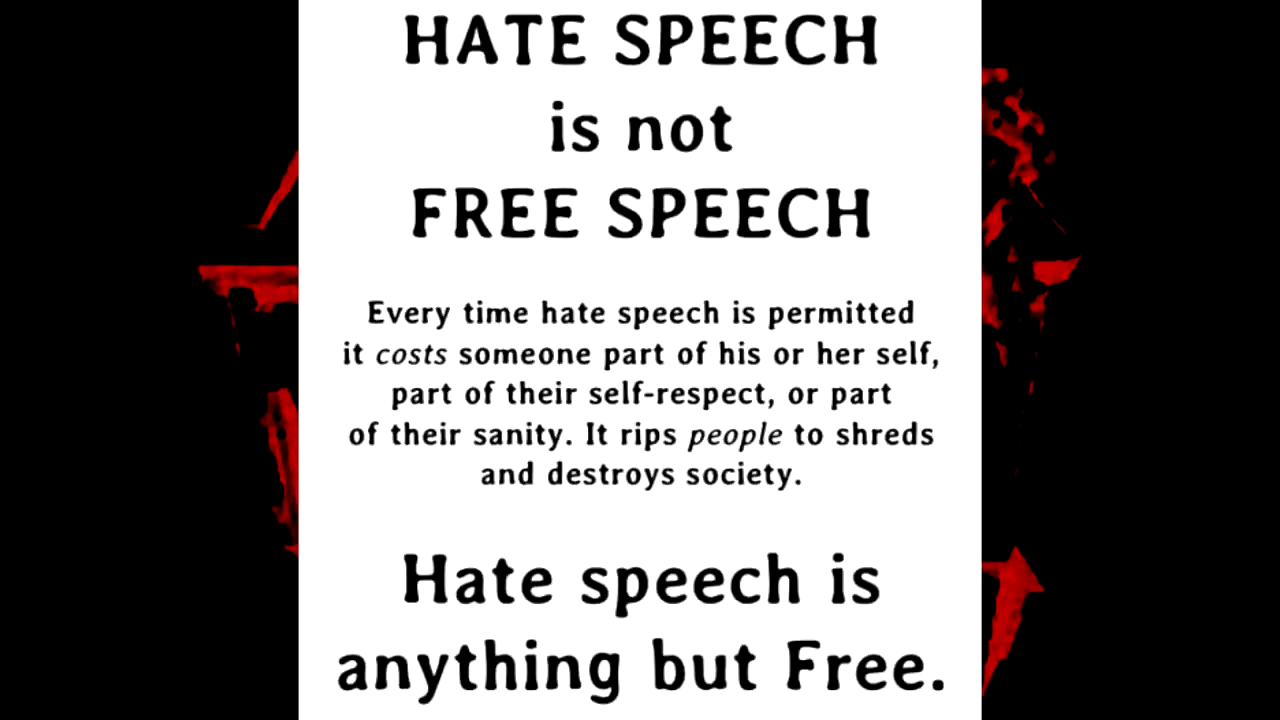 HATE SPEECH
is not
FREE SPEECH
Every time hate speech is permitted
it costs someone part of his or her self,
part of their self-respect, or part
of their sanity. It rips people to shreds
and destroys society.
Hate speech is
anything but Free.